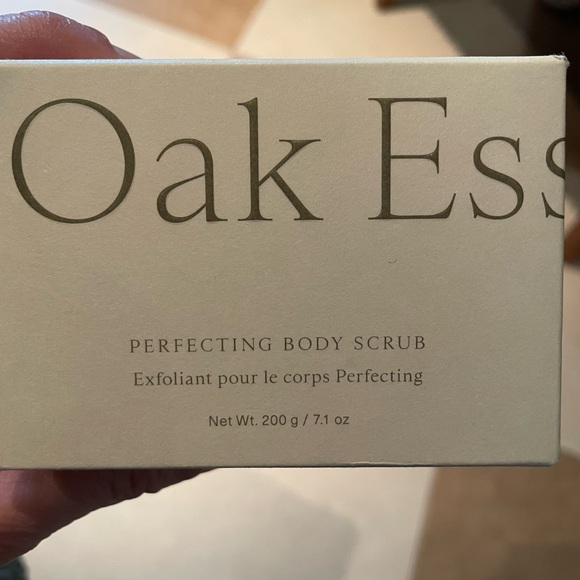 Oak Ess
PERFECTING BODY SCRUB
Exfoliant pour le corps Perfecting
Net Wt. 200 g / 7.1 oz